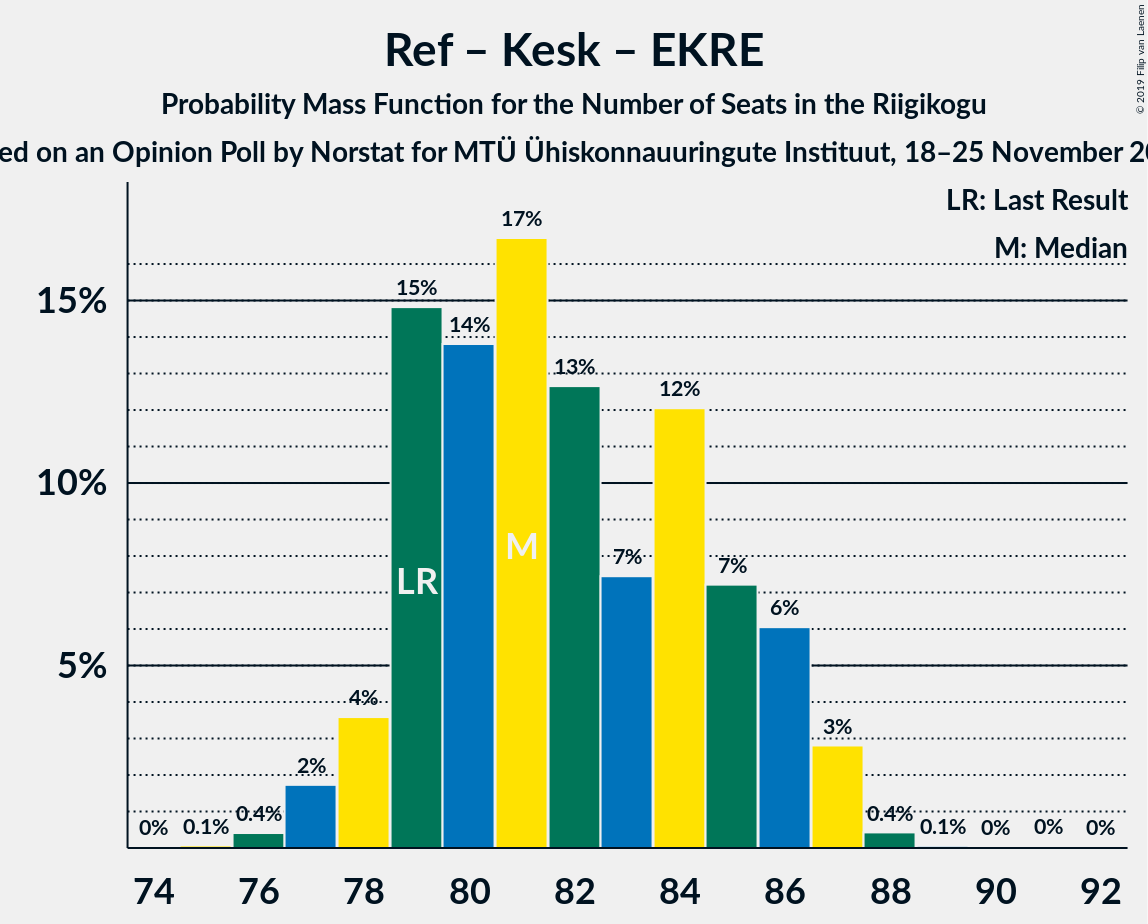 Ref – Kesk – EKRE
Probability Mass Function for the Number of Seats in the Riigikogu
on an Opinion Poll by Norstat for MTÜ Ühiskonnauuringute Instituut, 18–25 November
© 2019 Filip van Laenen
LR: Last Result
M: Median
17%
15%
14%
13%
12%
7%
7%
6%
4%
3%
2%
0%
0.1%
0.4%
0.4%
0.1%
0%
0%
0%
LR
M
15%
10%
5%
74 76 78 80 82 84 86 88 90 92